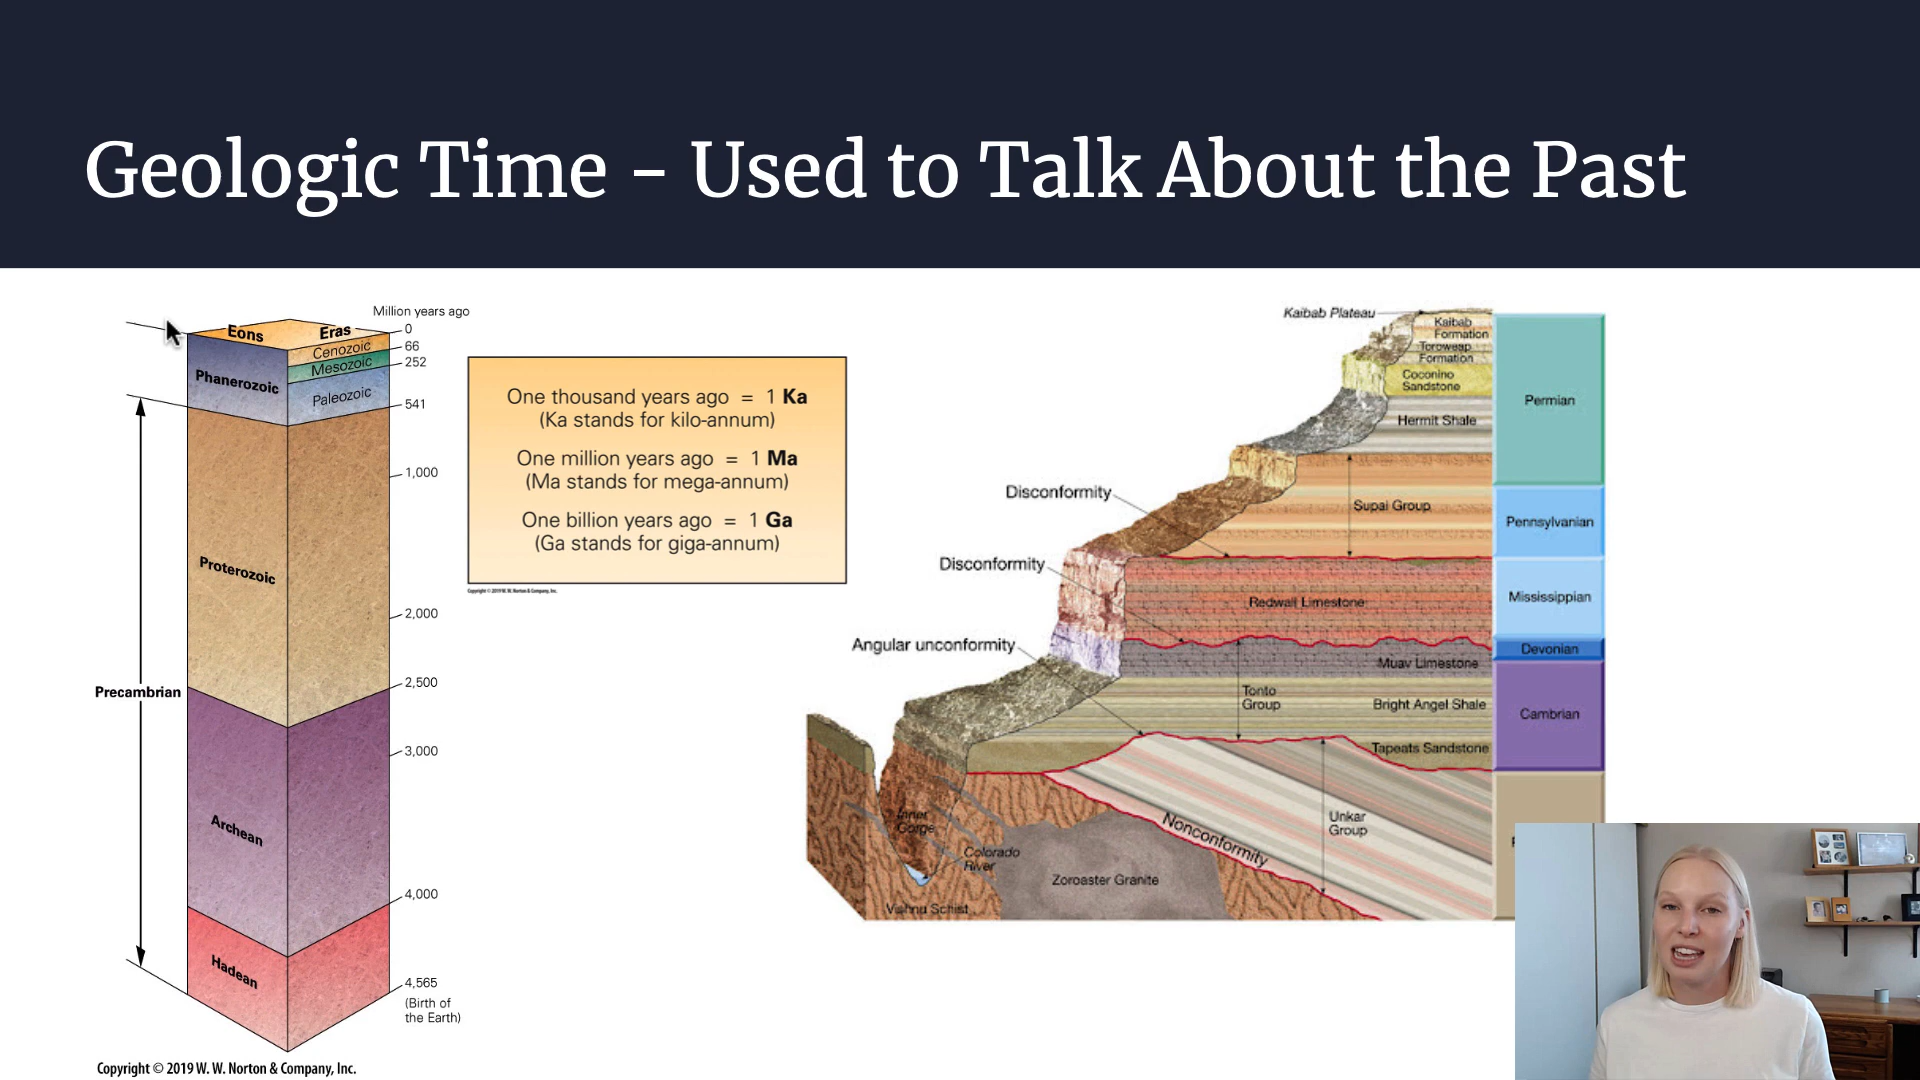 Geologic Time - Used to Talk About the Past
Million years ago
Eons
Eras
0
Cenozoic
66
Mesozoic
252
Phanerozoic
Paleozoic
541
1,000
Proterozoic
2,000
2,500
Precambrian
3,000
Archean
4,000
Hadean
4,565
(Birth of
the Earth)
Copyright © 2019 W. W. Norton & Company, Inc.
One thousand years ago = 1 Ka
(Ka stands for kilo-annum)
One million years ago = 1 Ma
(Ma stands for mega-annum)
One billion years ago = 1 Ga
(Ga stands for giga-annum)
Copyright © 2019 W. W. Norton & Company, Inc.
Kaibab Plateau
Kaibab
Formation
Toroweap
Formation
Coconino
Sandstone
Hermit Shale
Permian
Disconformity
Supai Group
Pennsylvanian
Disconformity
Redwall Limestone
Mississippian
Angular unconformity
Devonian
Muav Limestone
Tonto
Group
Bright Angel Shale
Cambrian
Tapeats Sandstone
Inner
Gorge
Colorado
River
Nonconformity
Unkar
Group
Zoroaster Granite
Vishnu Schist